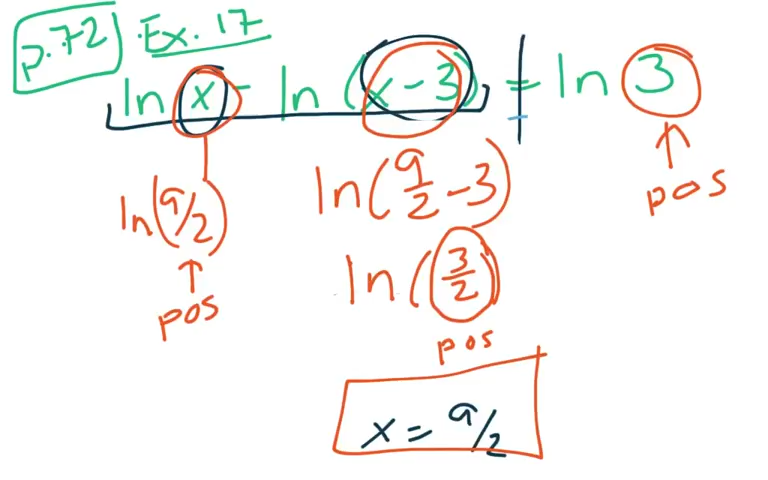 p.72 Ex. 17
ln x - ln (x-3) = ln 3
ln(9/2) ln(9/2 - 3) pos
pos ln(3/2)
pos
x = 9/2